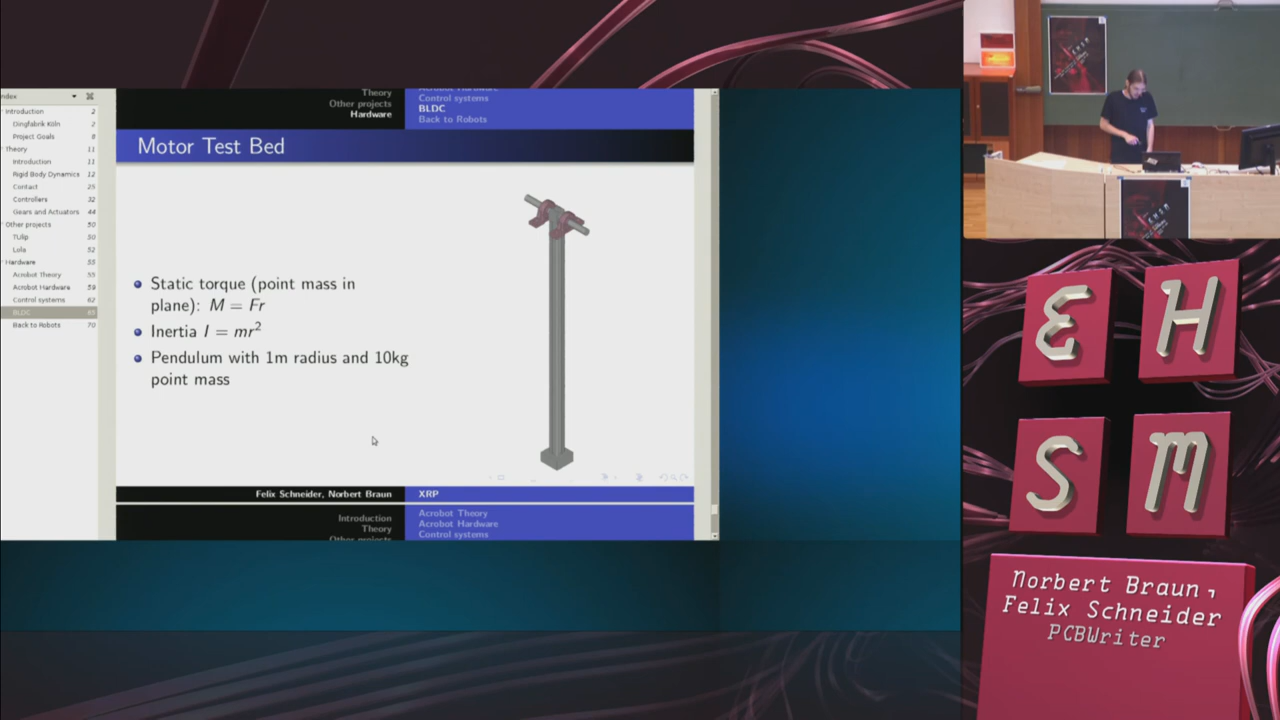 ndex
Introduction 2
Dingfabrik Köln 2
Project Goals 8
Theory 11
Introduction 11
Rigid Body Dynamics 12
Contact 25
Controllers 32
Gears and Actuators 44
Other projects 50
TUlip 50
Lola 52
Hardware 55
Acrobot Theory 55
Acrobot Hardware 59
Control systems 62
BLDC 65
Back to Robots 70
Theory
Other projects
Hardware
Acrobot Hardware
Control systems
BLDC
Back to Robots
Motor Test Bed
Static torque (point mass in
plane): M = Fr
Inertia I = mr²
Pendulum with 1m radius and 10kg
point mass
Felix Schneider, Norbert Braun
XRP
Introduction
Theory
Other projects
Acrobot Theory
Acrobot Hardware
Control systems
EH
SM
Norbert Braun,
Felix Schneider
PCBWriter